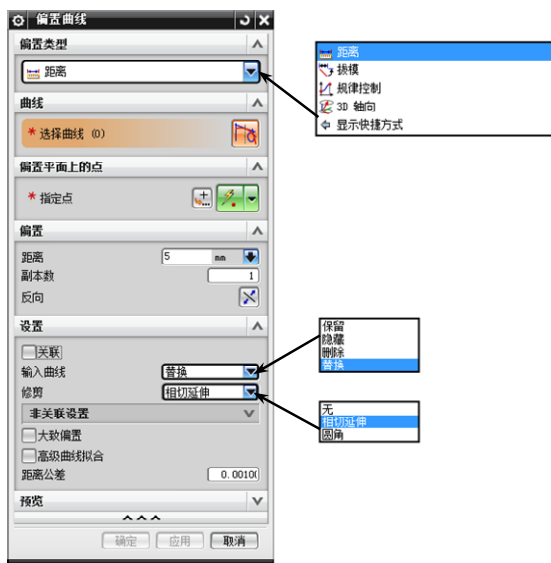 偏置曲线
偏置类型
距离
曲线
* 选择曲线 (0)
偏置平面上的点
* 指定点
偏置
距离
5 mm
副本数
1
反向
设置
关联
输入曲线
替换
修剪
相切延伸
非关联设置
大致偏置
高级曲线拟合
距离公差
0.00100
预览
确定 应用 取消
距离
拔模
规律控制
3D 轴向
显示快捷方式
保留
隐藏
删除
替换
无
相切延伸
圆角